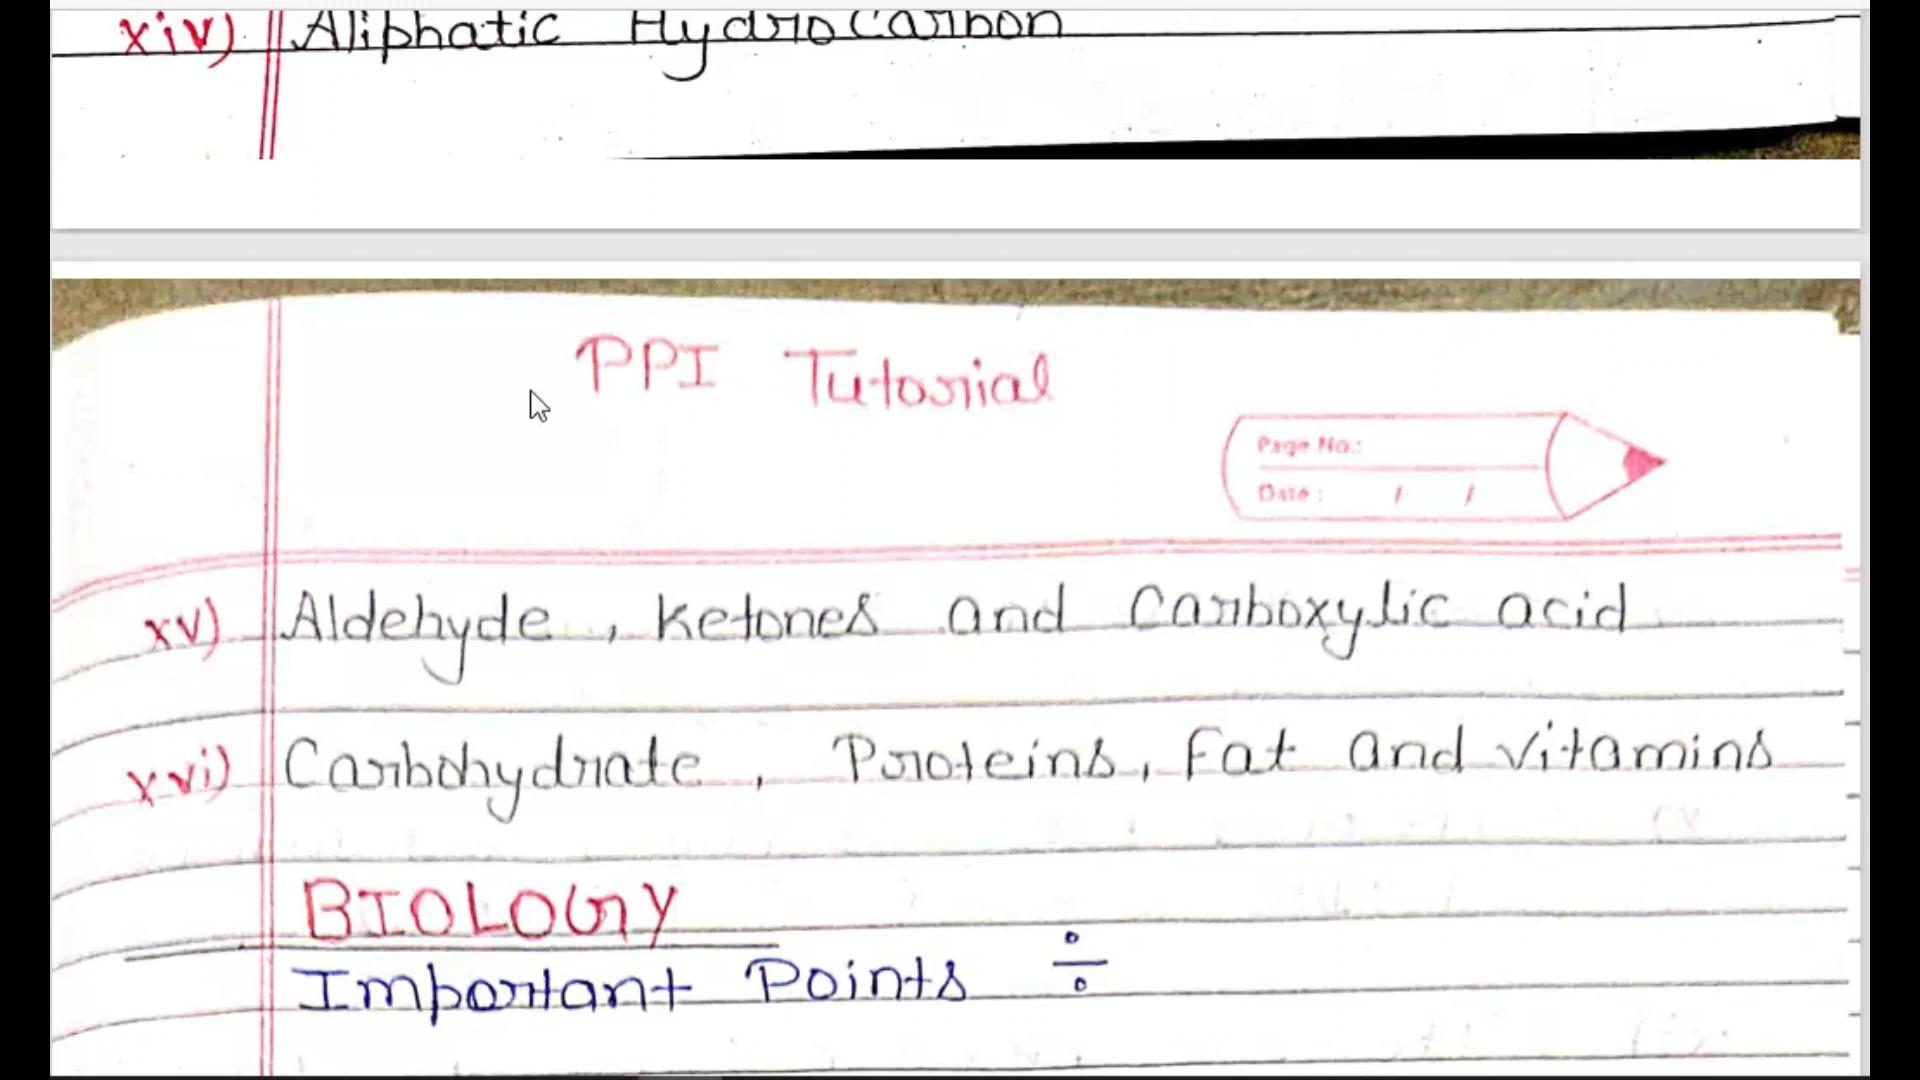 xiv) Aliphatic Hydrocarbon
PPI Tutorial
Page No.:
Date: / /
xv) Aldehyde, Ketones and Carboxylic acid
xvi) Carbohydrate, Proteins, Fat and Vitamins
BIOLOGY
Important Points ÷